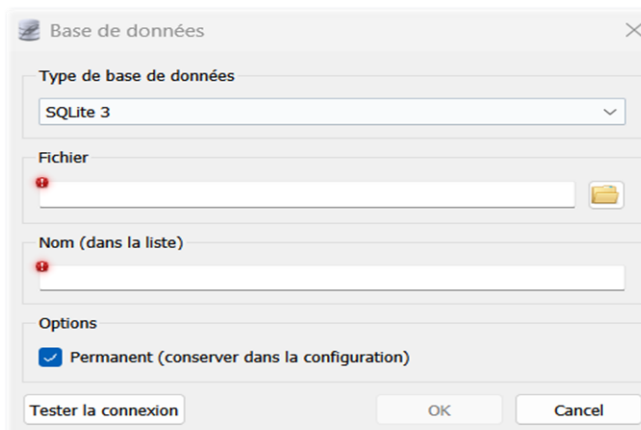 Base de données
Type de base de données
SQLite 3
Fichier
Nom (dans la liste)
Options
Permanent (conserver dans la configuration)
Tester la connexion
OK
Cancel